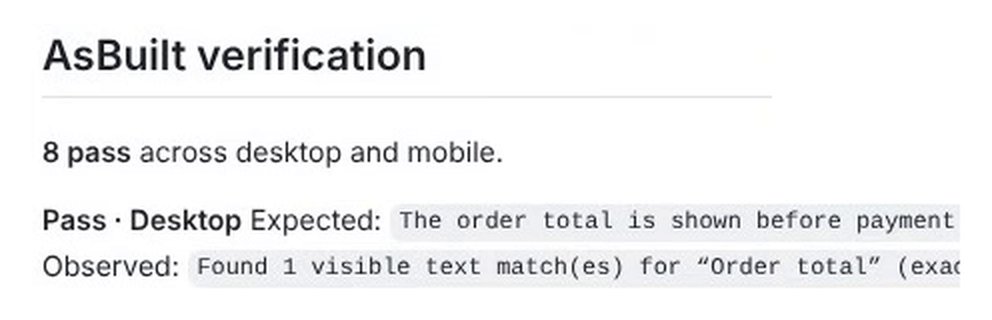 AsBuilt verification
8 pass across desktop and mobile.
Pass · Desktop Expected: The order total is shown before payment
Observed: Found 1 visible text match(es) for “Order total” (exac